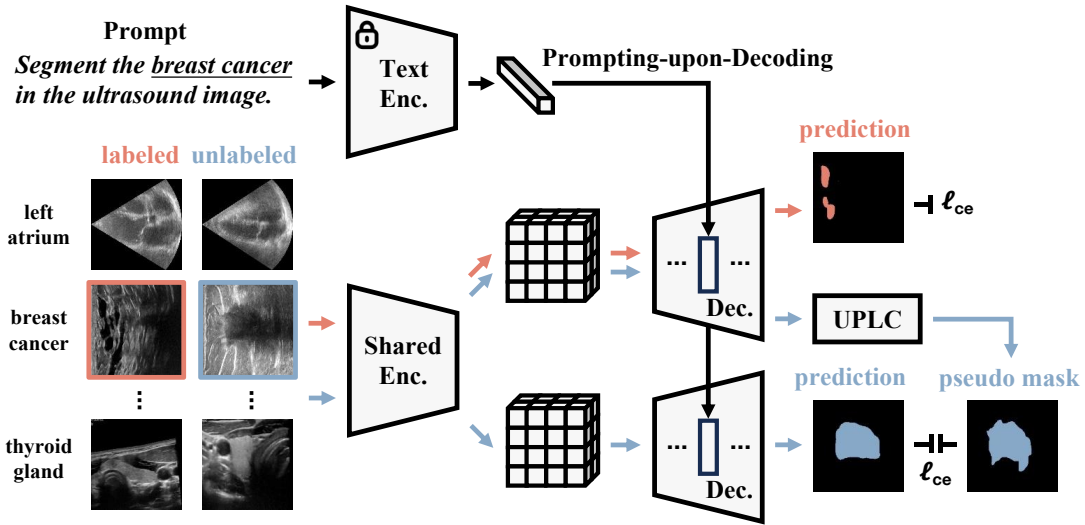 Prompt
Segment the breast cancer
in the ultrasound image.
Text
Enc.
Prompting-upon-Decoding
labeled
unlabeled
left
atrium
breast
cancer
...
...
thyroid
gland
Shared
Enc.
...
...
Dec.
...
...
Dec.
prediction
ℓce
UPLC
prediction
pseudo mask
ℓce